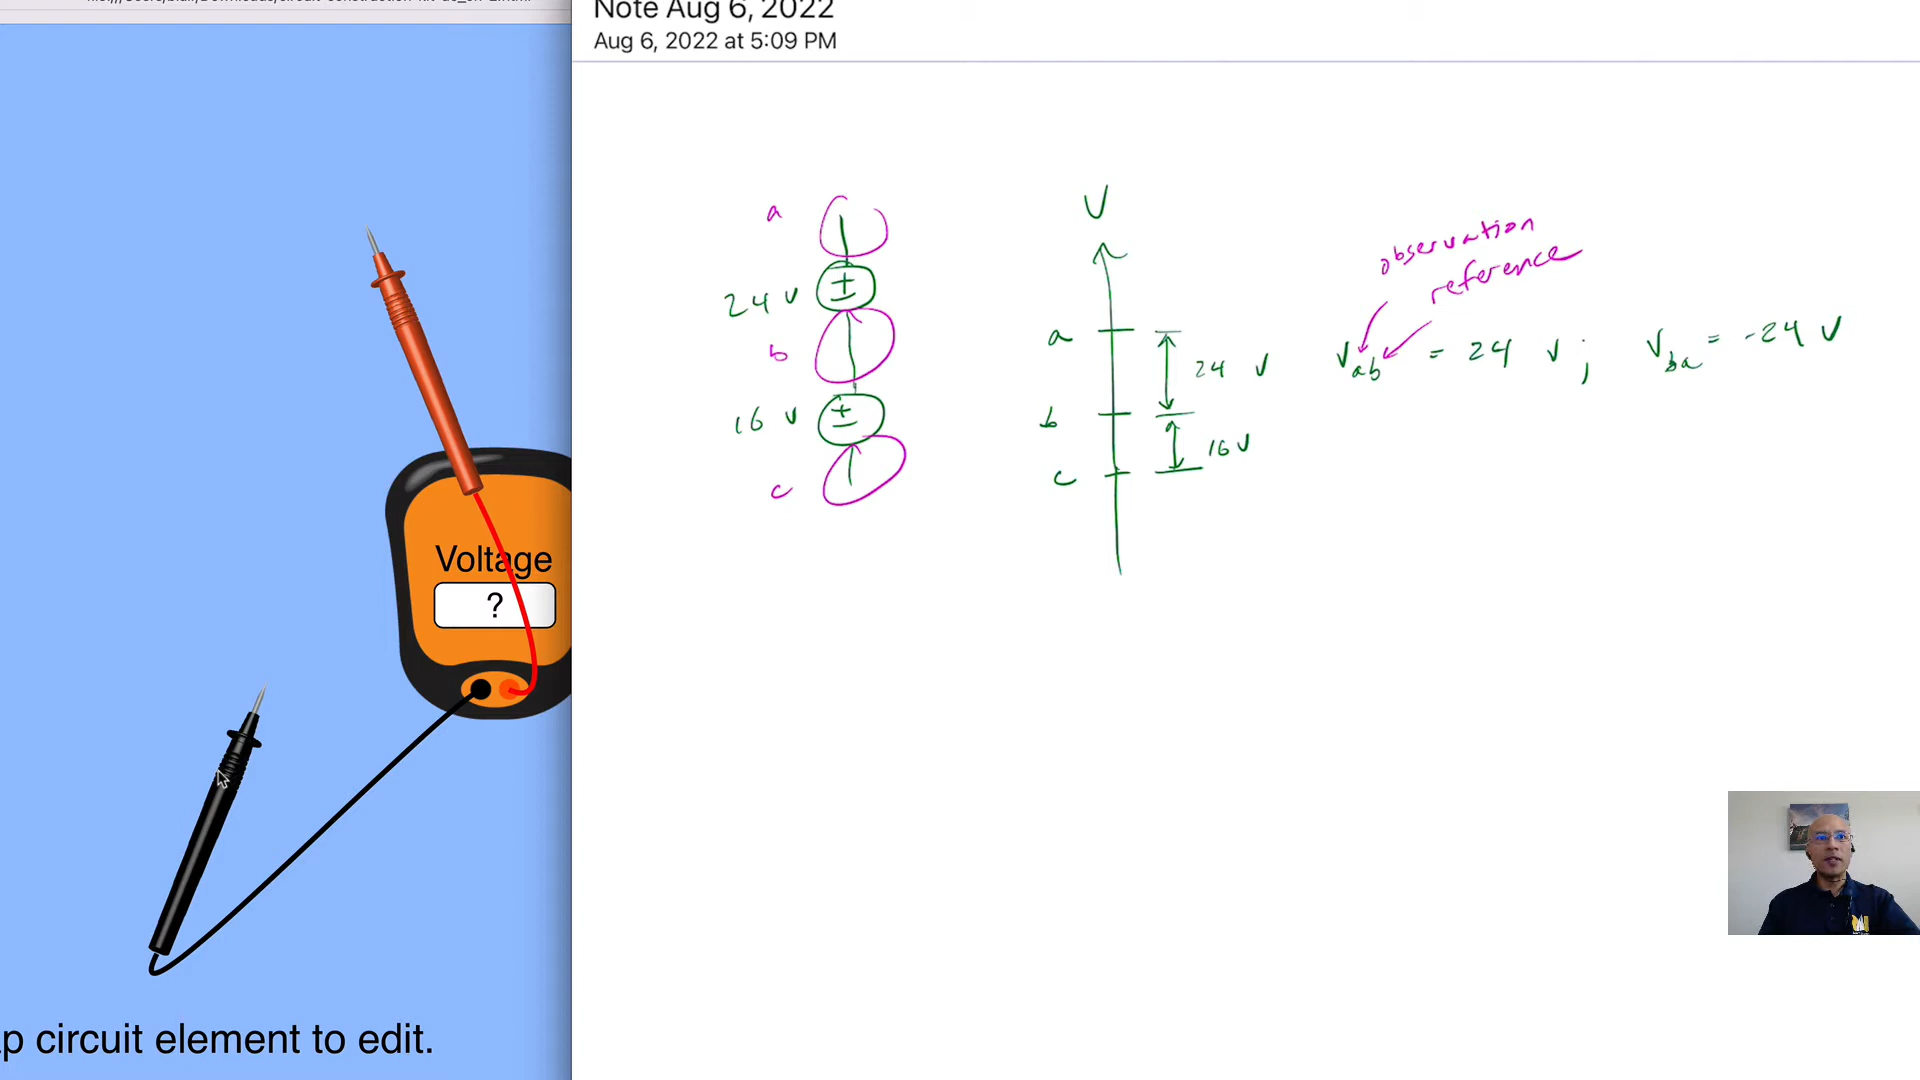 Note Aug 6, 2022
Aug 6, 2022 at 5:09 PM
a
24 V
±
b
16 V
±
c
V
a
b
c
24 V
16 V
observation
reference
Vab = 24 V ; Vba = -24 V
Voltage
?
p circuit element to edit.